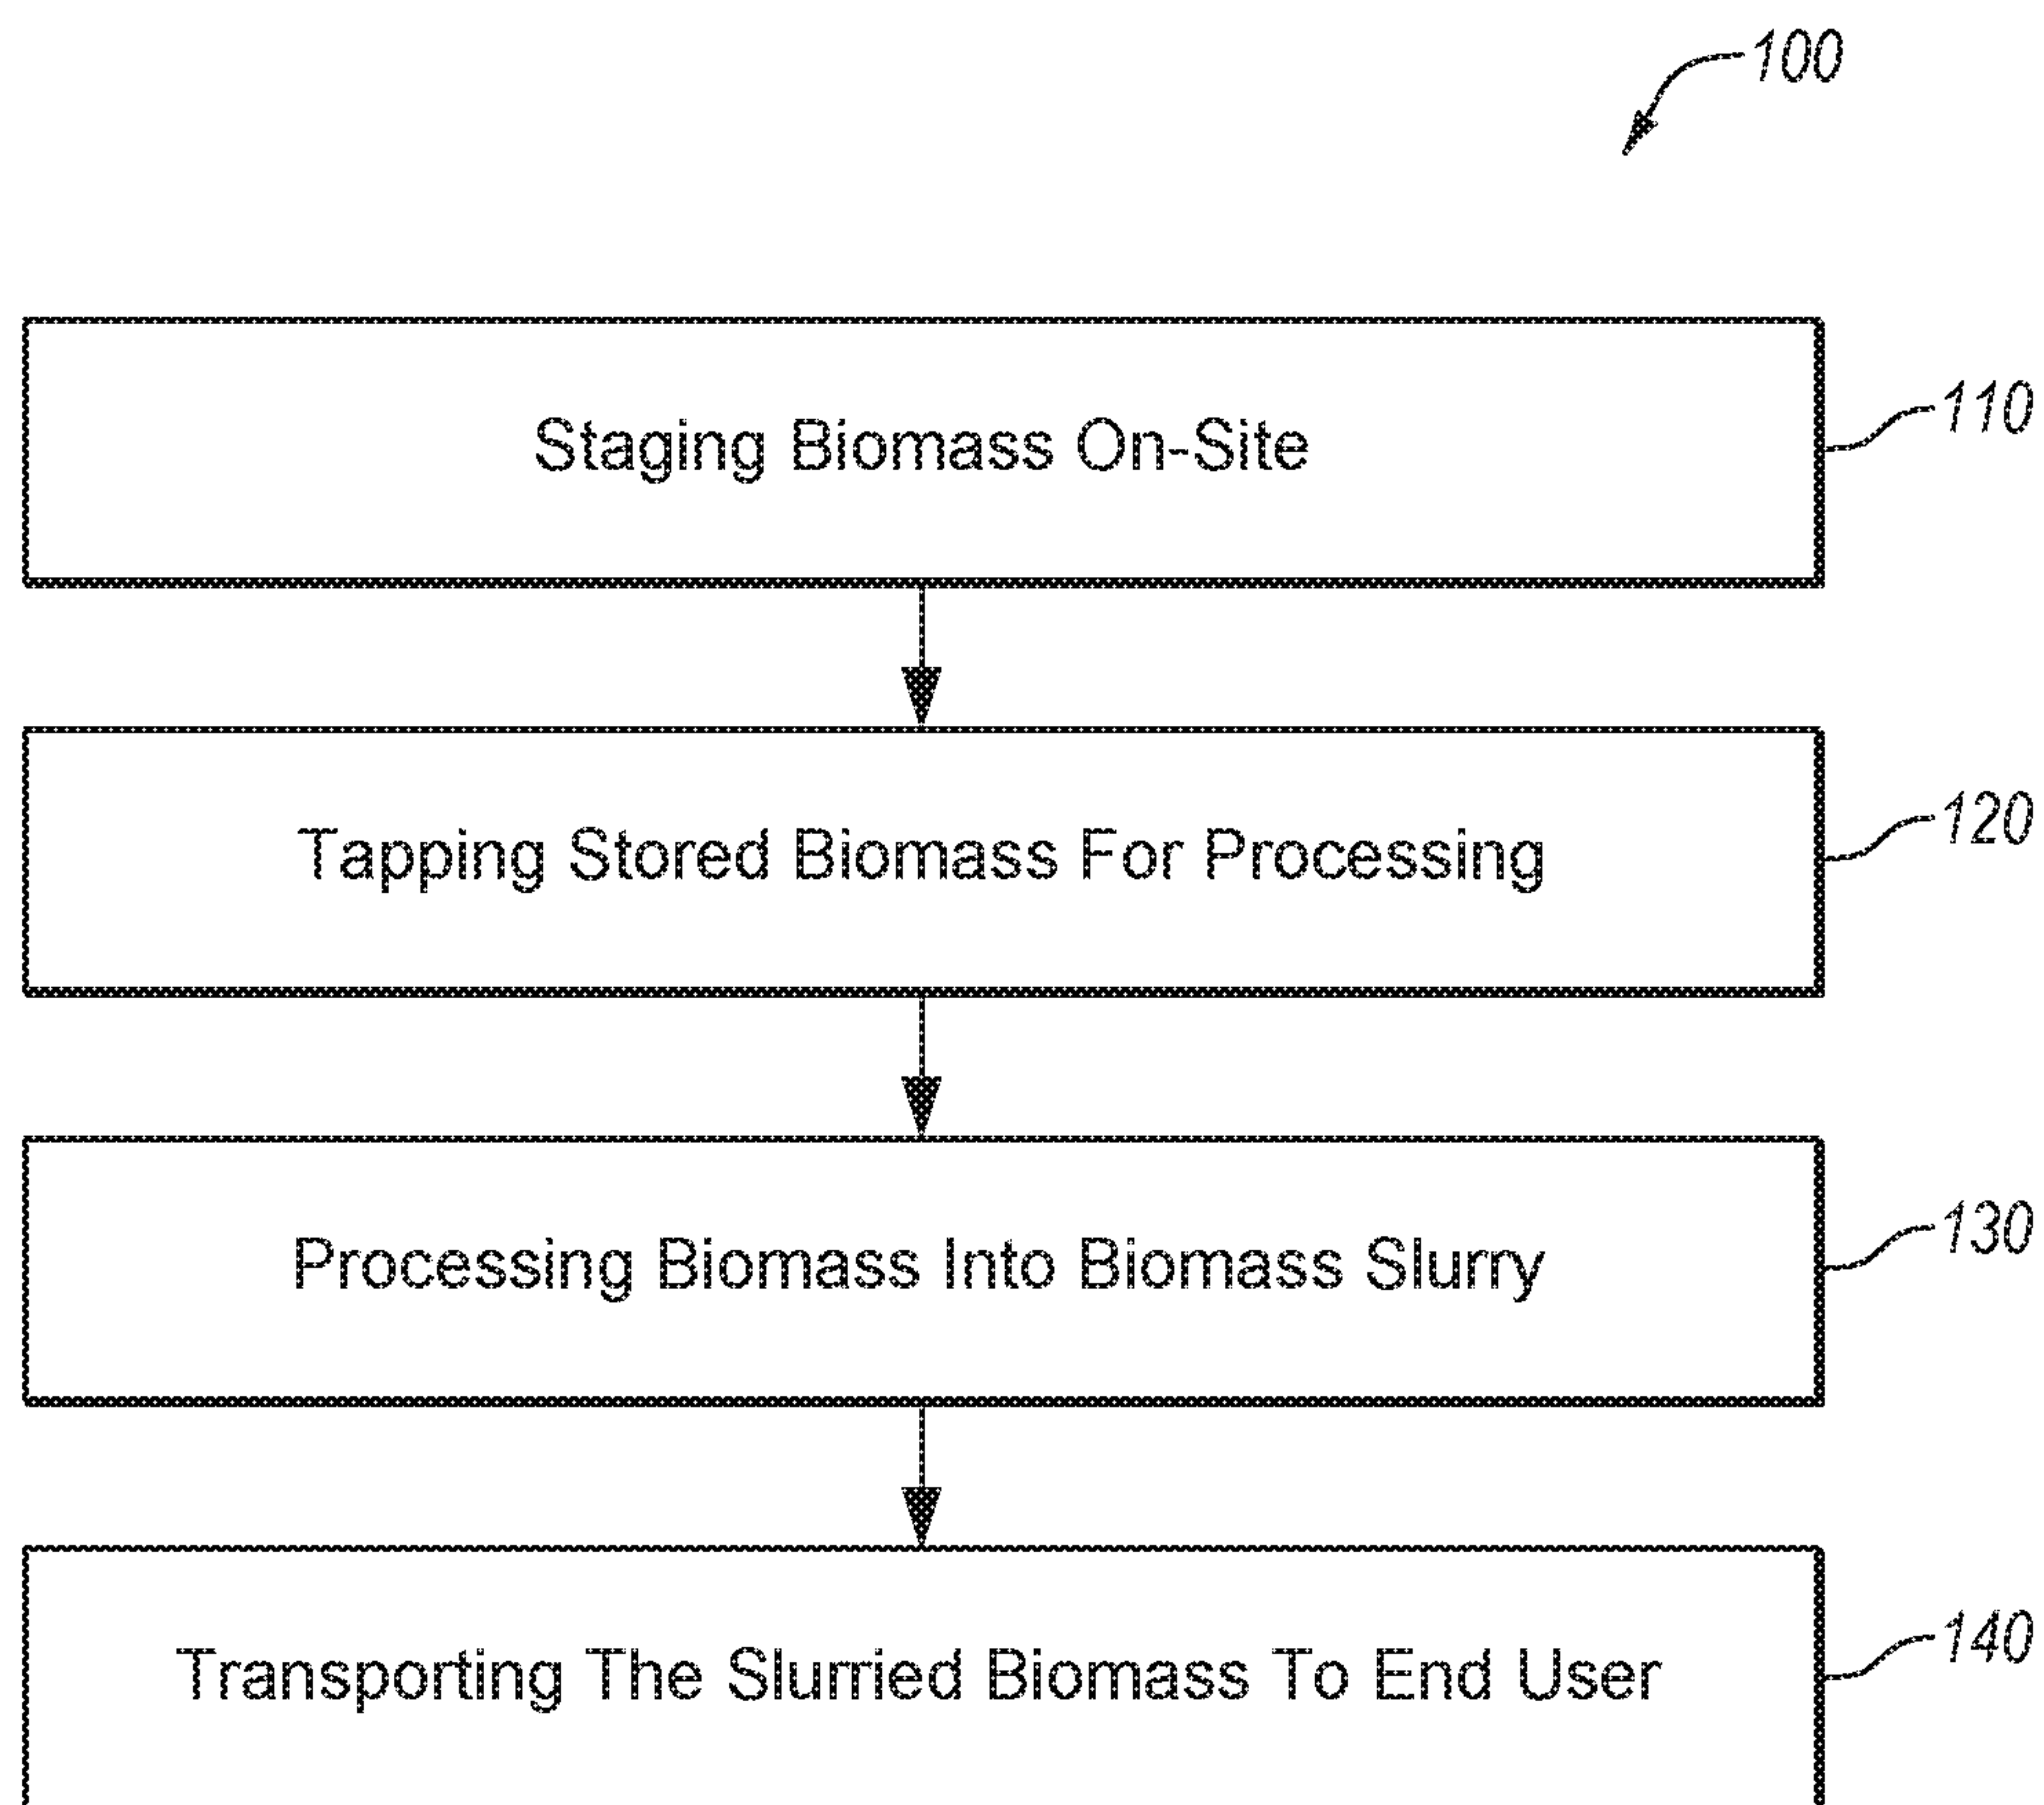 100
Staging Biomass On-Site
110
Tapping Stored Biomass For Processing
120
Processing Biomass Into Biomass Slurry
130
Transporting The Slurried Biomass To End User
140